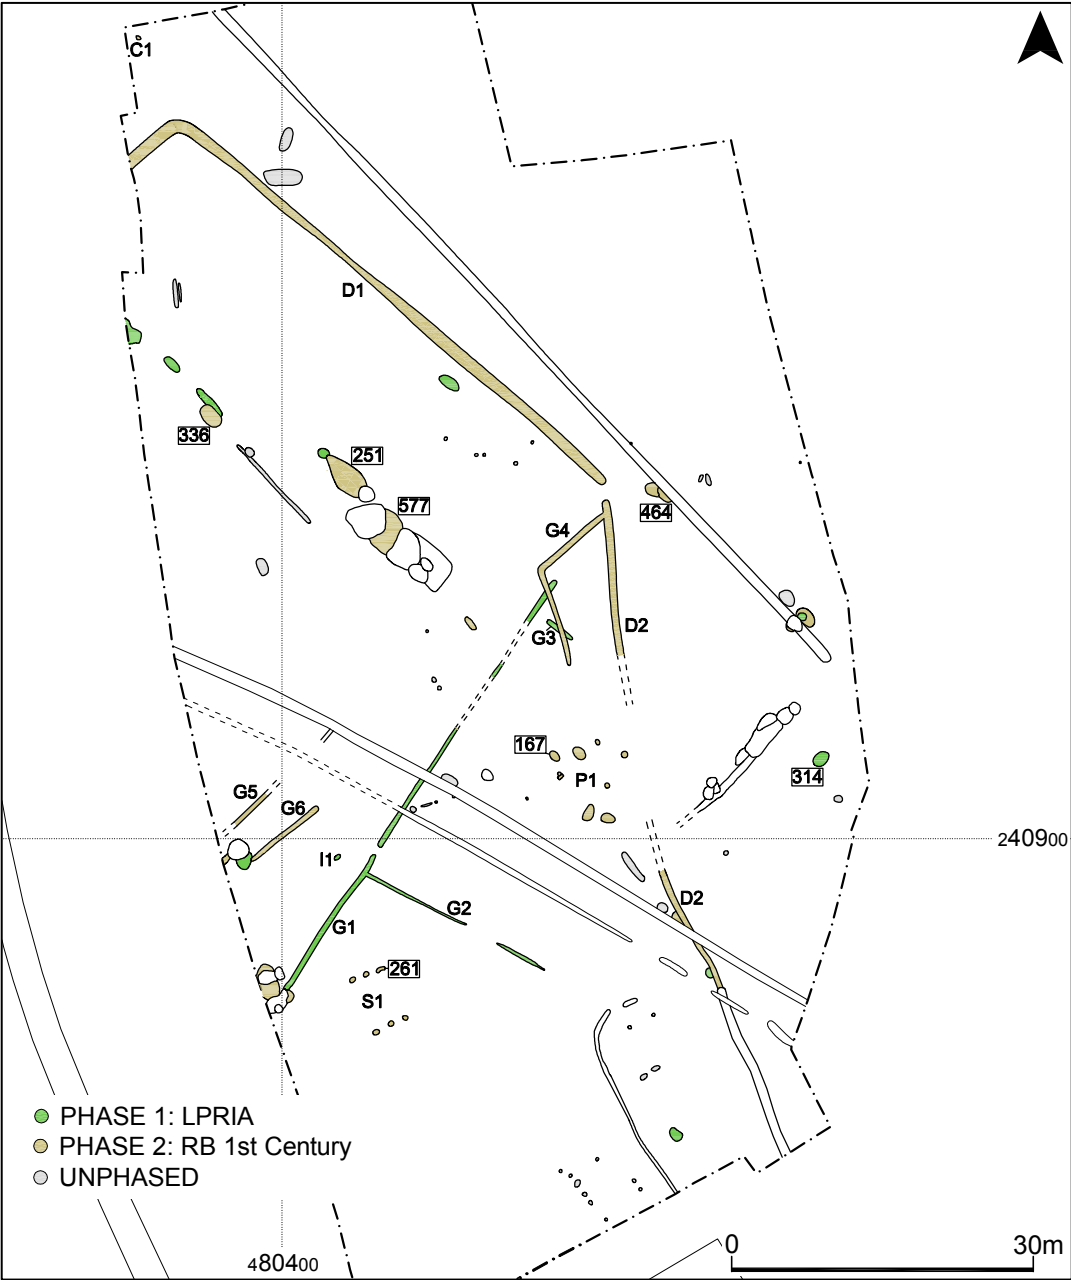 C1
D1
336
251
577
464
G4
G3
D2
167
P1
314
G5
G6
240900
I1
G2
D2
G1
261
S1
PHASE 1: LPRIA
PHASE 2: RB 1st Century
UNPHASED
480400
0 30m